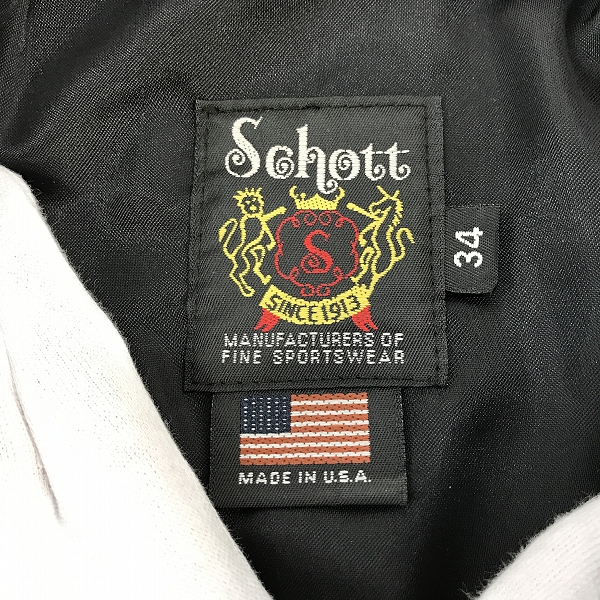 Schott
S
SINCE 1913
MANUFACTURERS OF
FINE SPORTSWEAR
34
MADE IN U.S.A.